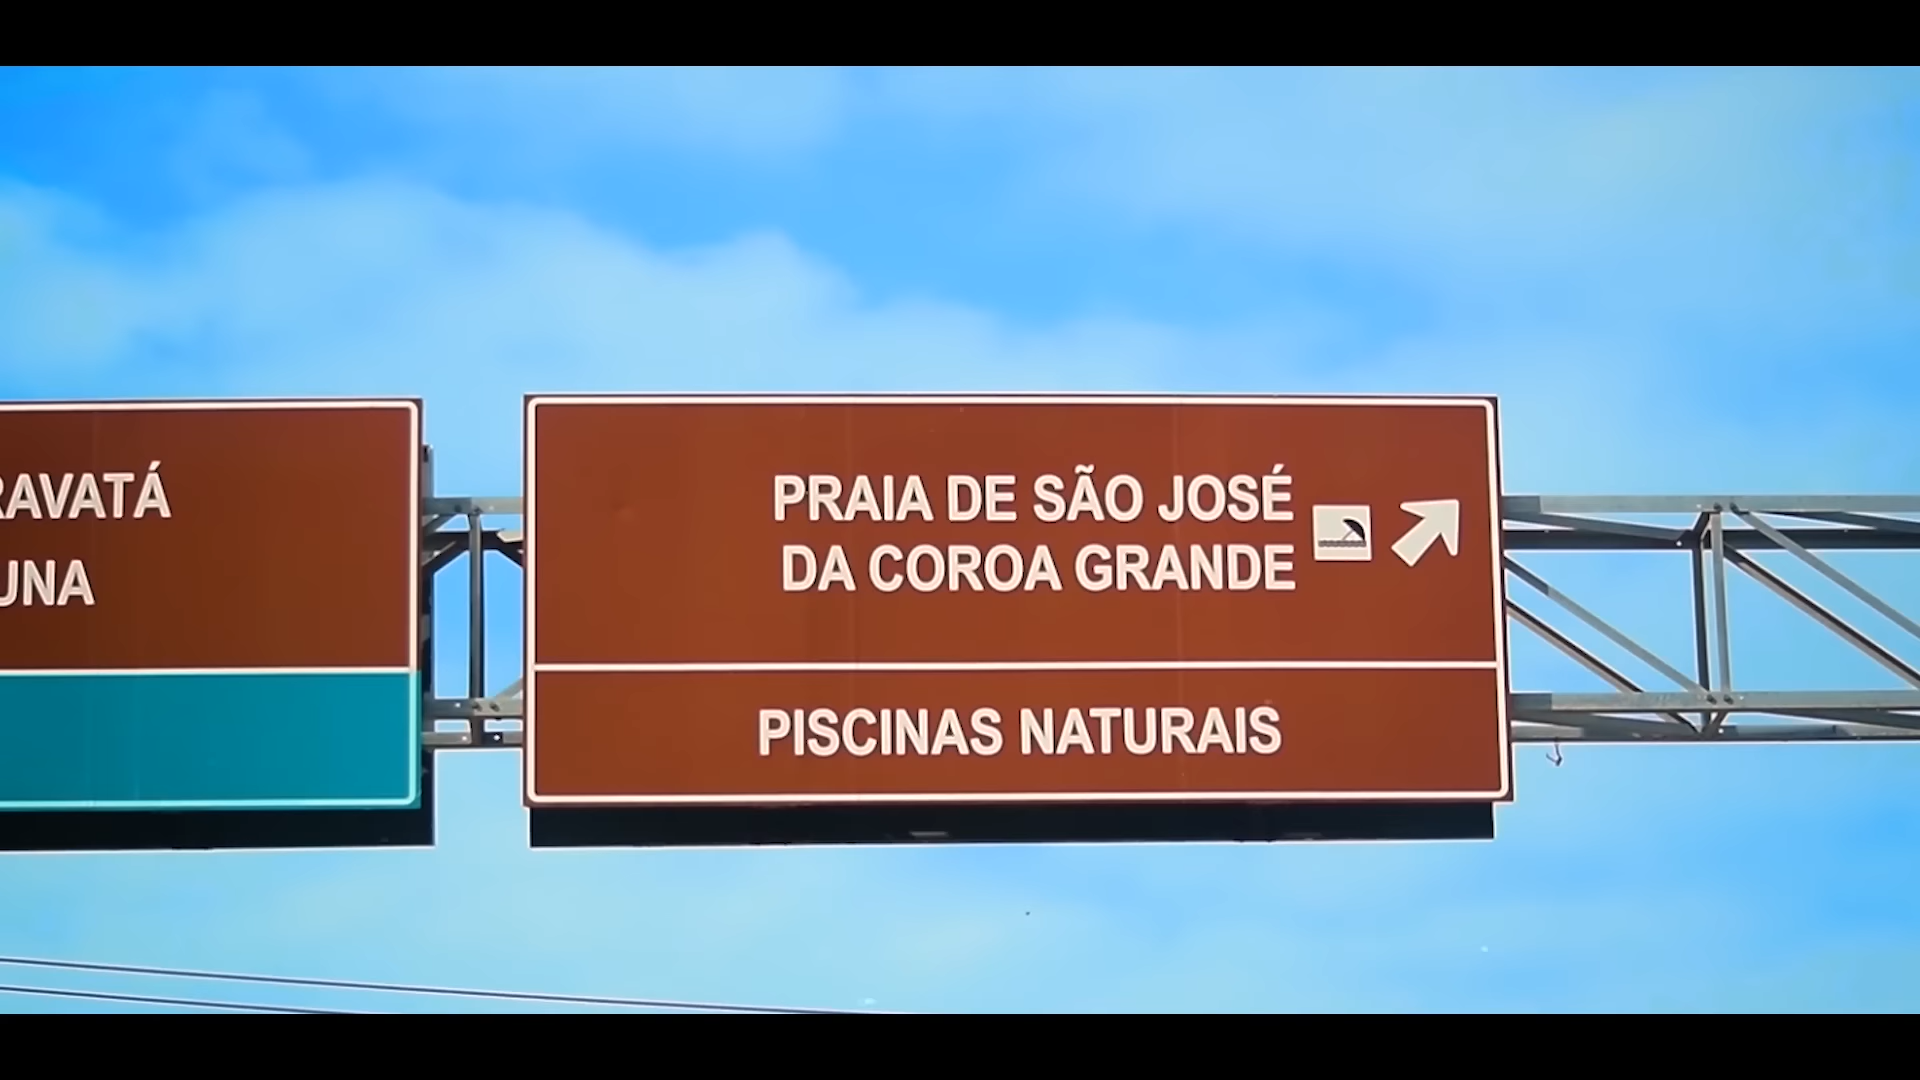 RAVATÁ
UNA
PRAIA DE SÃO JOSÉ
DA COROA GRANDE
PISCINAS NATURAIS